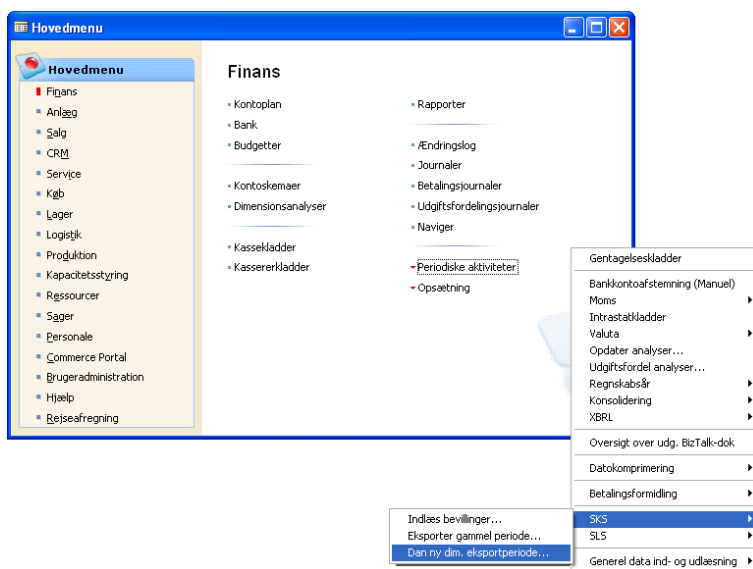 Hovedmenu
Hovedmenu
Finans
Anlæg
Salg
CRM
Service
Køb
Lager
Logistik
Produktion
Kapacitetsstyring
Ressourcer
Sager
Personale
Commerce Portal
Brugeradministration
Hjælp
Rejseafregning
Finans
Kontoplan
Bank
Budgetter
Kontoskemaer
Dimensionsanalyser
Kassekladder
Kassererkladder
Rapporter
Ændringslog
Journaler
Betalingsjournaler
Udgiftsfordelingsjournaler
Naviger
Periodiske aktiviteter
Opsætning
Gentagelseskladder
Bankkontoafstemning (Manuel)
Moms
Intrastatkladder
Valuta
Opdater analyser...
Udgiftsfordel analyser...
Regnskabsår
Konsolidering
XBRL
Oversigt over udg. BizTalk-dok
Datokomprimering
Betalingsformidling
SKS
SLS
Generel data ind- og udlæsning
Indlæs bevillinger...
Eksporter gammel periode...
Dan ny dim. eksportperiode...